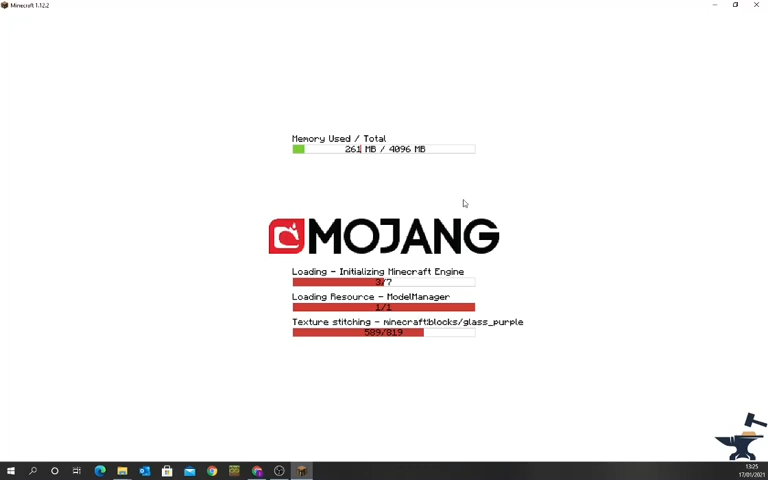 Minecraft 1.12.2
Memory Used / Total
261 MB / 4096 MB
MOJANG
Loading - Initializing Minecraft Engine
3/7
Loading Resource - ModelManager
1/1
Texture stitching - minecraft:blocks/glass_purple
589/819
13:25
17/01/2021